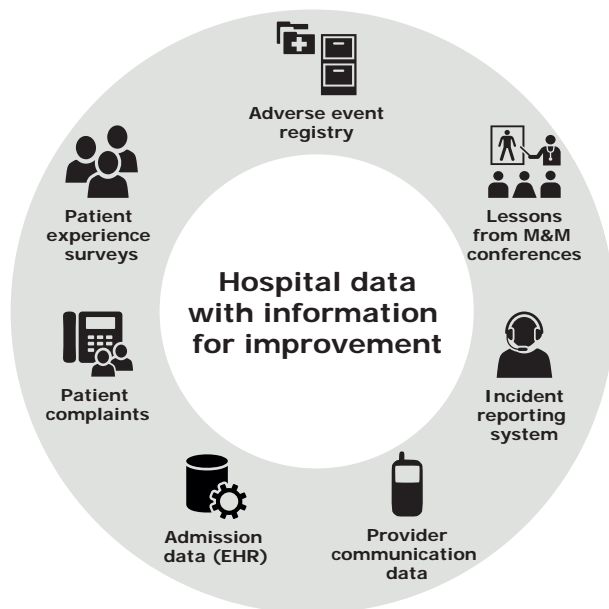 Adverse event
registry
Lessons
from M&M
conferences
Incident
reporting
system
Provider
communication
data
Admission
data (EHR)
Patient
complaints
Patient
experience
surveys
Hospital data
with information
for improvement